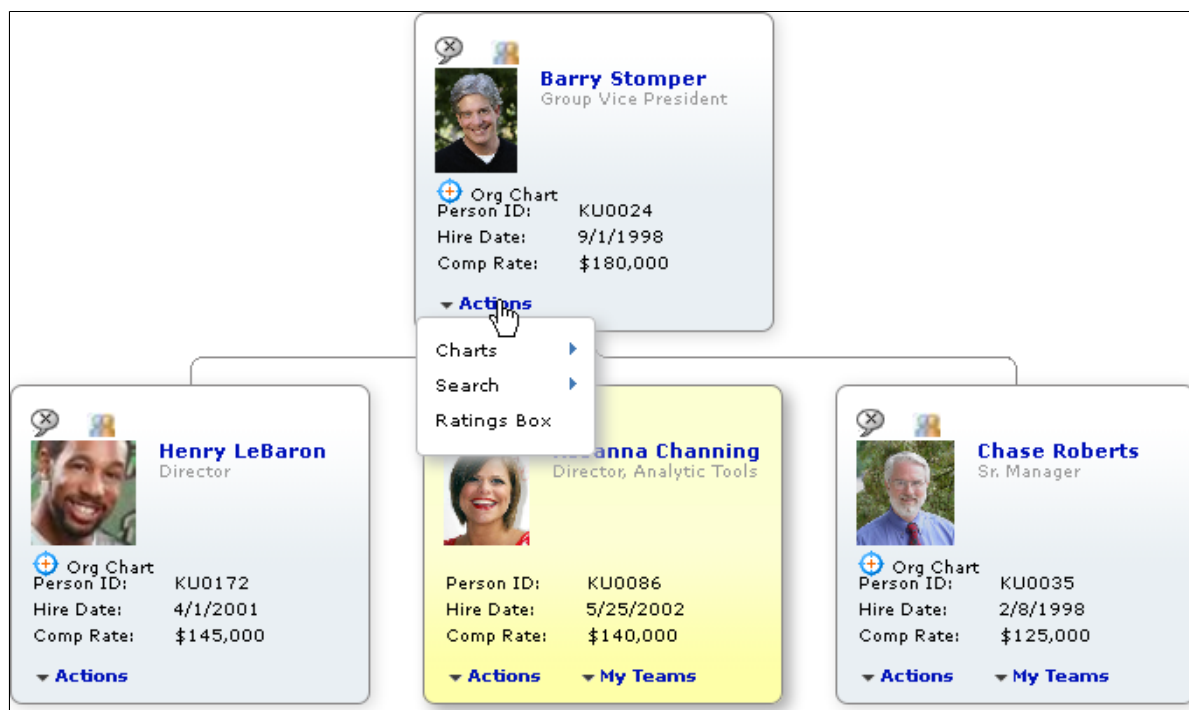 Barry Stomper
Group Vice President
Org Chart
Person ID: KU0024
Hire Date: 9/1/1998
Comp Rate: $180,000
Actions
Charts
Search
Ratings Box
Henry LeBaron
Director
Org Chart
Person ID: KU0172
Hire Date: 4/1/2001
Comp Rate: $145,000
Actions
Channing
Director, Analytic Tools
Person ID: KU0086
Hire Date: 5/25/2002
Comp Rate: $140,000
Actions My Teams
Chase Roberts
Sr. Manager
Org Chart
Person ID: KU0035
Hire Date: 2/8/1998
Comp Rate: $125,000
Actions My Teams